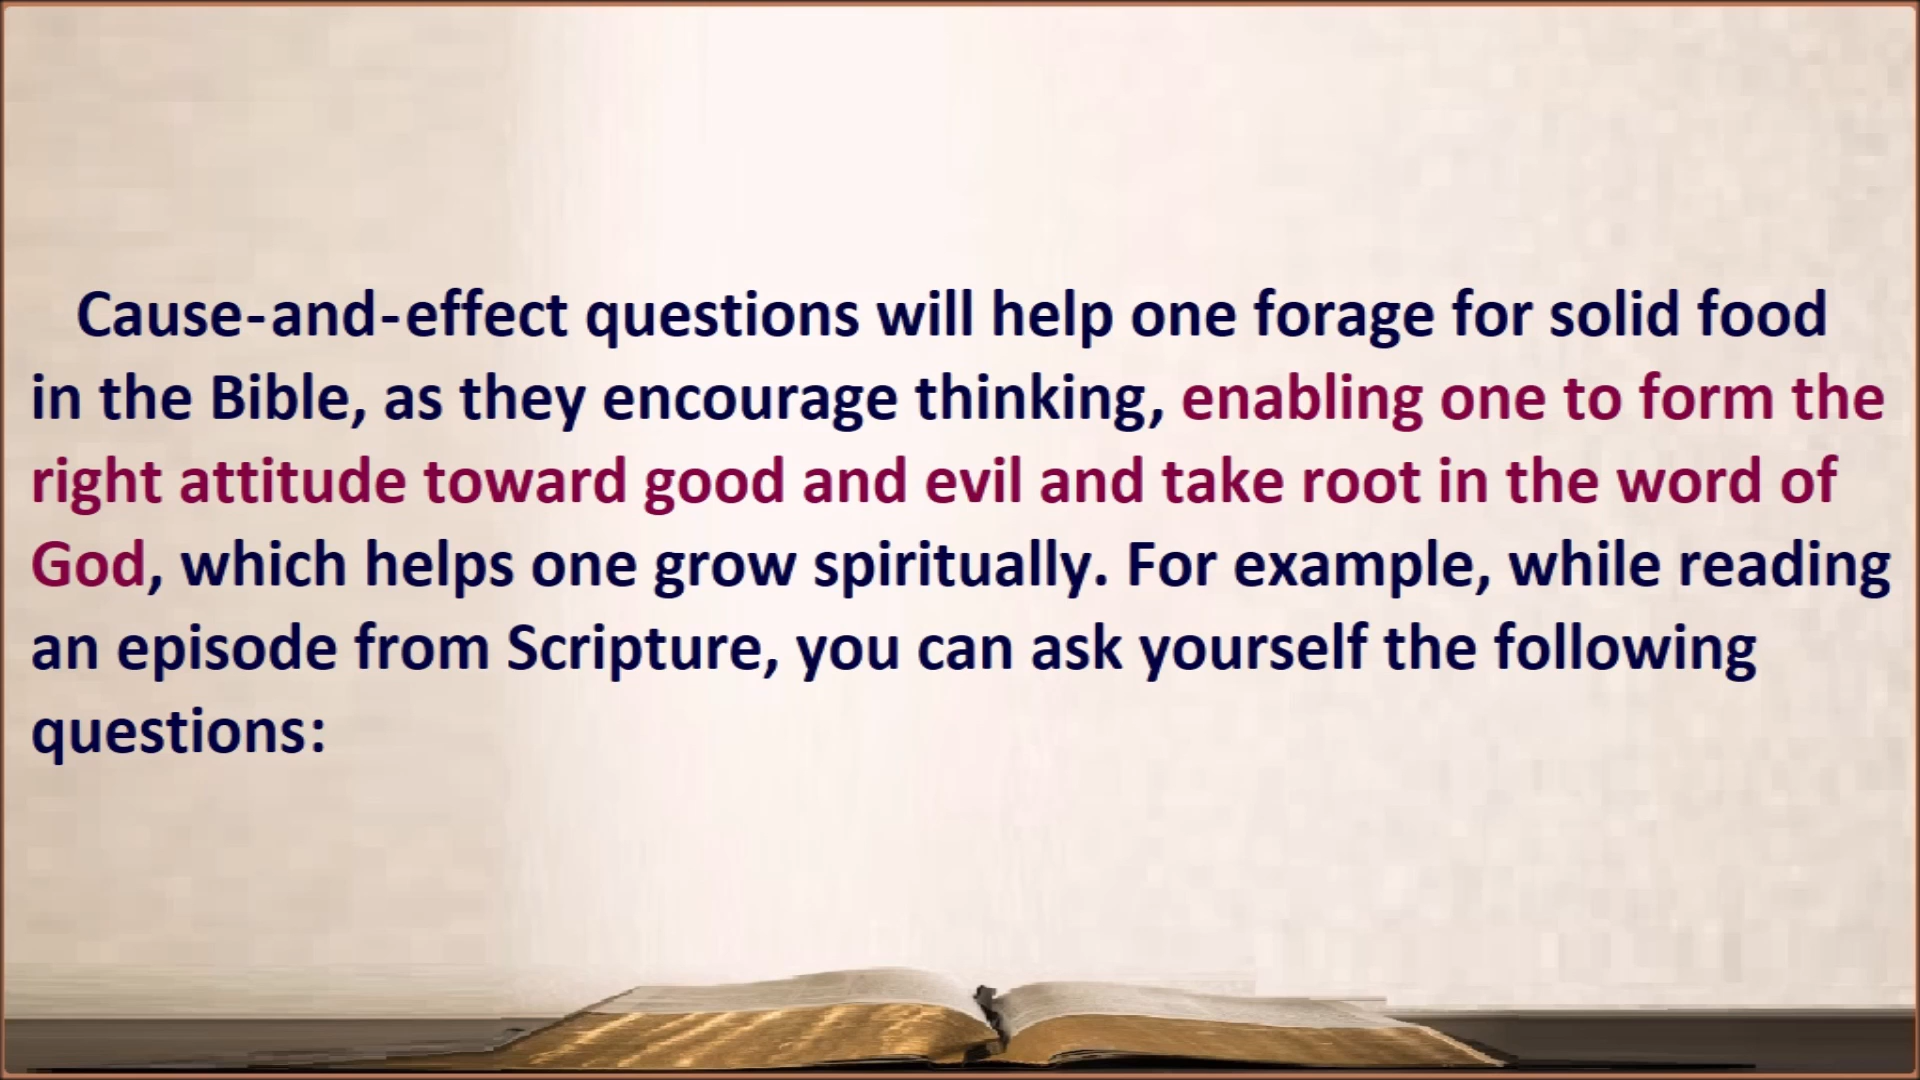 Cause-and-effect questions will help one forage for solid food
in the Bible, as they encourage thinking, enabling one to form the
right attitude toward good and evil and take root in the word of
God, which helps one grow spiritually. For example, while reading
an episode from Scripture, you can ask yourself the following
questions: